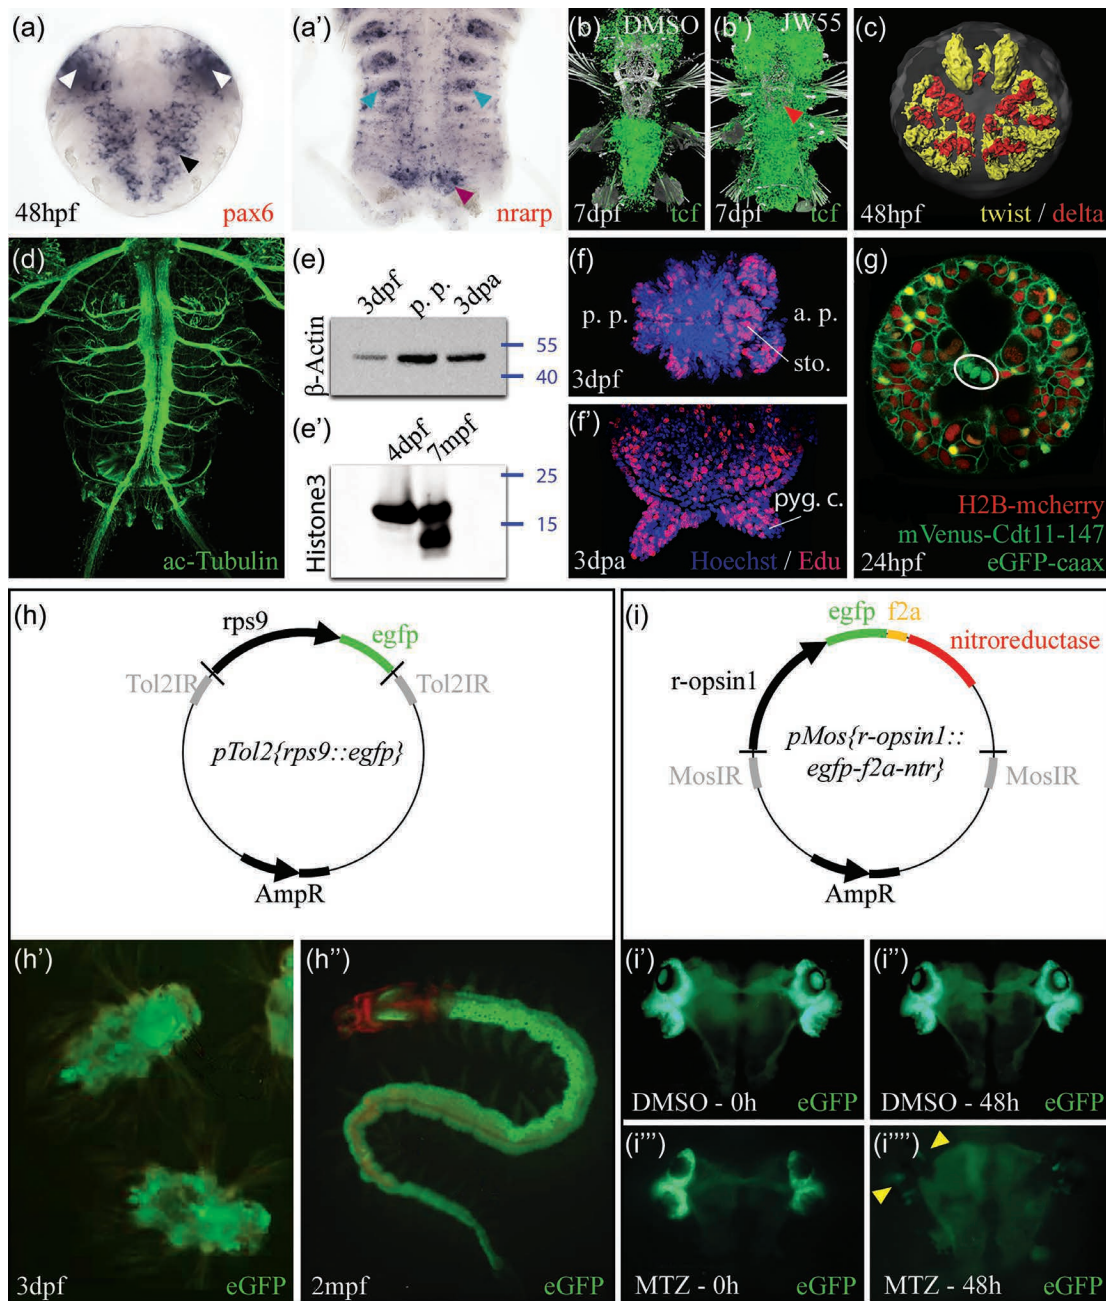 (a)
48hpf
pax6
(a')
nrarp
(b)
DMSO
7dpf
tcf
(b')
JW55
7dpf
tcf
(c)
48hpf
twist / delta
(d)
ac-Tubulin
(e)
3dpf
p. p.
3dpa
β-Actin
55
40
(e')
4dpf
7mpf
Histone3
25
15
(f)
p. p.
a. p.
sto.
3dpf
(f')
pyg. c.
3dpa
Hoechst / Edu
(g)
H2B-mcherry
mVenus-Cdt11-147
24hpf
eGFP-caax
(h)
rps9
egfp
Tol2IR
Tol2IR
pTol2{rps9::egfp}
AmpR
(i)
egfp
f2a
nitroreductase
r-opsin1
pMos{r-opsin1::
egfp-f2a-ntr}
MosIR
MosIR
AmpR
(h')
3dpf
eGFP
(h'')
2mpf
eGFP
(i')
DMSO - 0h
eGFP
(i'')
DMSO - 48h
eGFP
(i''')
MTZ - 0h
eGFP
(i'''')
MTZ - 48h
eGFP